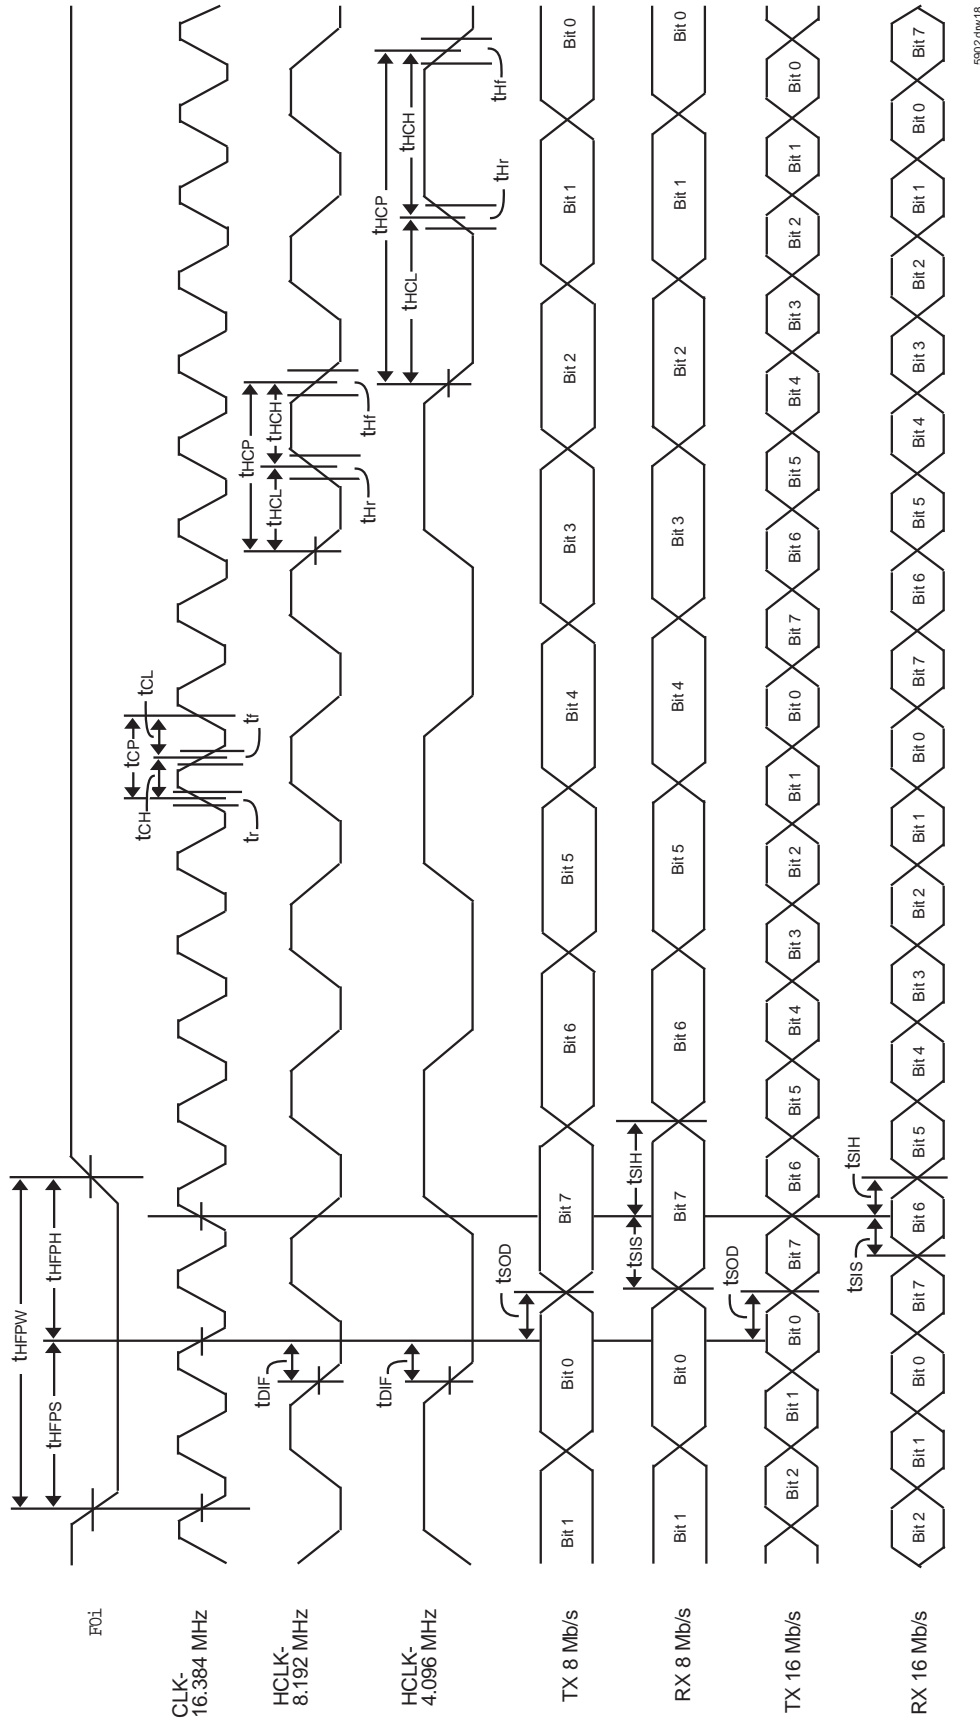 F0i
tHFPW
tHFPS
tHFPH
CLK-
16.384 MHz
tCP
tCH
tCL
tr
tf
HCLK-
8.192 MHz
tDIF
tHCP
tHCL
tHCH
tHr
tHf
HCLK-
4.096 MHz
tDIF
tHCP
tHCL
tHCH
tHr
tHf
TX 8 Mb/s
tSOD
Bit 1 Bit 0 Bit 7 Bit 6 Bit 5 Bit 4 Bit 3 Bit 2 Bit 1 Bit 0
RX 8 Mb/s
tSIS tSIH
Bit 1 Bit 0 Bit 7 Bit 6 Bit 5 Bit 4 Bit 3 Bit 2 Bit 1 Bit 0
TX 16 Mb/s
tSOD
Bit 2 Bit 1 Bit 0 Bit 7 Bit 6 Bit 5 Bit 4 Bit 3 Bit 2 Bit 1 Bit 0 Bit 7 Bit 6 Bit 5 Bit 4 Bit 3 Bit 2 Bit 1 Bit 0
RX 16 Mb/s
tSIS tSIH
Bit 2 Bit 1 Bit 0 Bit 7 Bit 6 Bit 5 Bit 4 Bit 3 Bit 2 Bit 1 Bit 0 Bit 7 Bit 6 Bit 5 Bit 4 Bit 3 Bit 2 Bit 1 Bit 0 Bit 7
5902 drw18